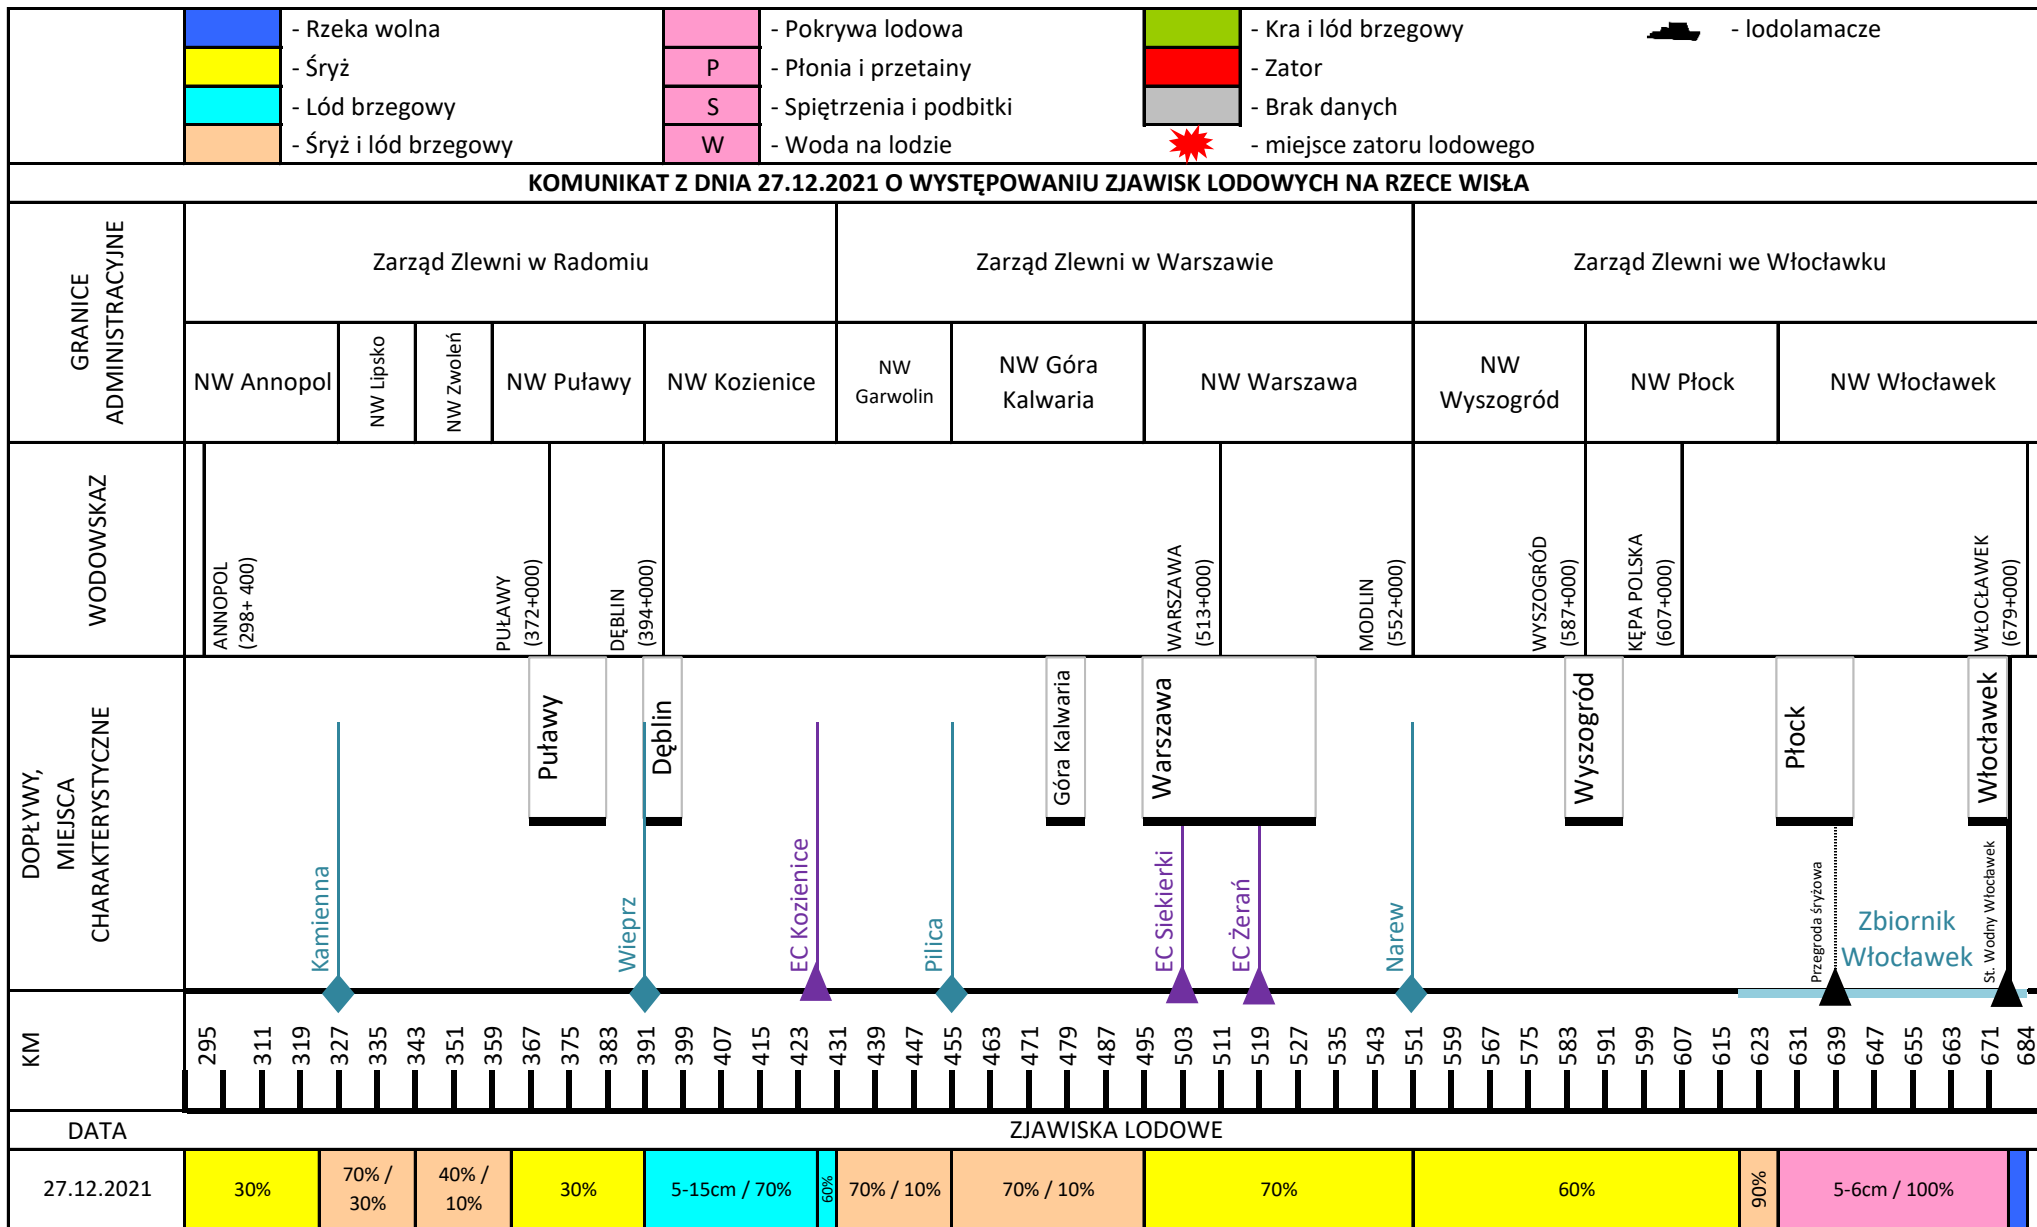 - Rzeka wolna
- Śryż
- Lód brzegowy
- Śryż i lód brzegowy
- Pokrywa lodowa
P - Płonia i przetainy
S - Spiętrzenia i podbitki
W - Woda na lodzie
- Kra i lód brzegowy
- Zator
- Brak danych
- miejsce zatoru lodowego
- lodolamacze
KOMUNIKAT Z DNIA 27.12.2021 O WYSTĘPOWANIU ZJAWISK LODOWYCH NA RZECE WISŁA
GRANICE
ADMINISTRACYJNE
Zarząd Zlewni w Radomiu
Zarząd Zlewni w Warszawie
Zarząd Zlewni we Włocławku
NW Annopol
NW Lipsko
NW Zwoleń
NW Puławy
NW Kozienice
NW
Garwolin
NW Góra
Kalwaria
NW Warszawa
NW
Wyszogród
NW Płock
NW Włocławek
WODOWSKAZ
ANNOPOL
(298+ 400)
PUŁAWY
(372+000)
DĘBLIN
(394+000)
WARSZAWA
(513+000)
MODLIN
(552+000)
WYSZOGRÓD
(587+000)
KĘPA POLSKA
(607+000)
WŁOCŁAWEK
(679+000)
DOPŁYWY,
MIEJSCA
CHARAKTERYSTYCZNE
Kamienna
Puławy
Wieprz
Dęblin
EC Kozienice
Pilica
Góra Kalwaria
Warszawa
EC Siekierki
EC Żerań
Narew
Wyszogród
Płock
Przegroda śryżowa
Zbiornik
Włocławek
Włocławek
St. Wodny Włocławek
KM
295
311
319
327
335
343
351
359
367
375
383
391
399
407
415
423
431
439
447
455
463
471
479
487
495
503
511
519
527
535
543
551
559
567
575
583
591
599
607
615
623
631
639
647
655
663
671
684
DATA
ZJAWISKA LODOWE
27.12.2021
30%
70% /
30%
40% /
10%
30%
5-15cm / 70%
60%
70% / 10%
70% / 10%
70%
60%
90%
5-6cm / 100%